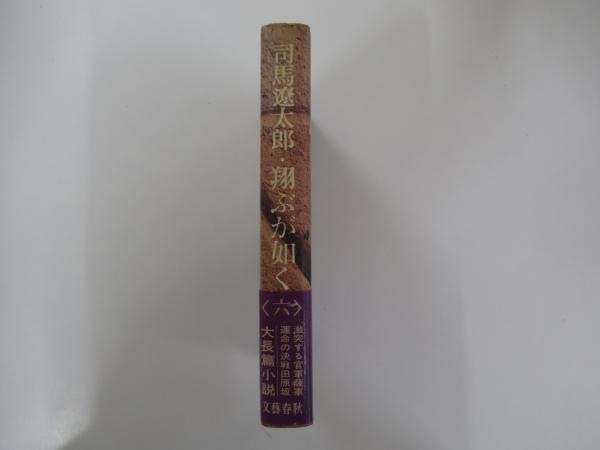 司馬遼太郎・翔ぶが如く
〈六〉
激突する官軍薩軍
運命の決戦田原坂
大長篇小説
文藝春秋